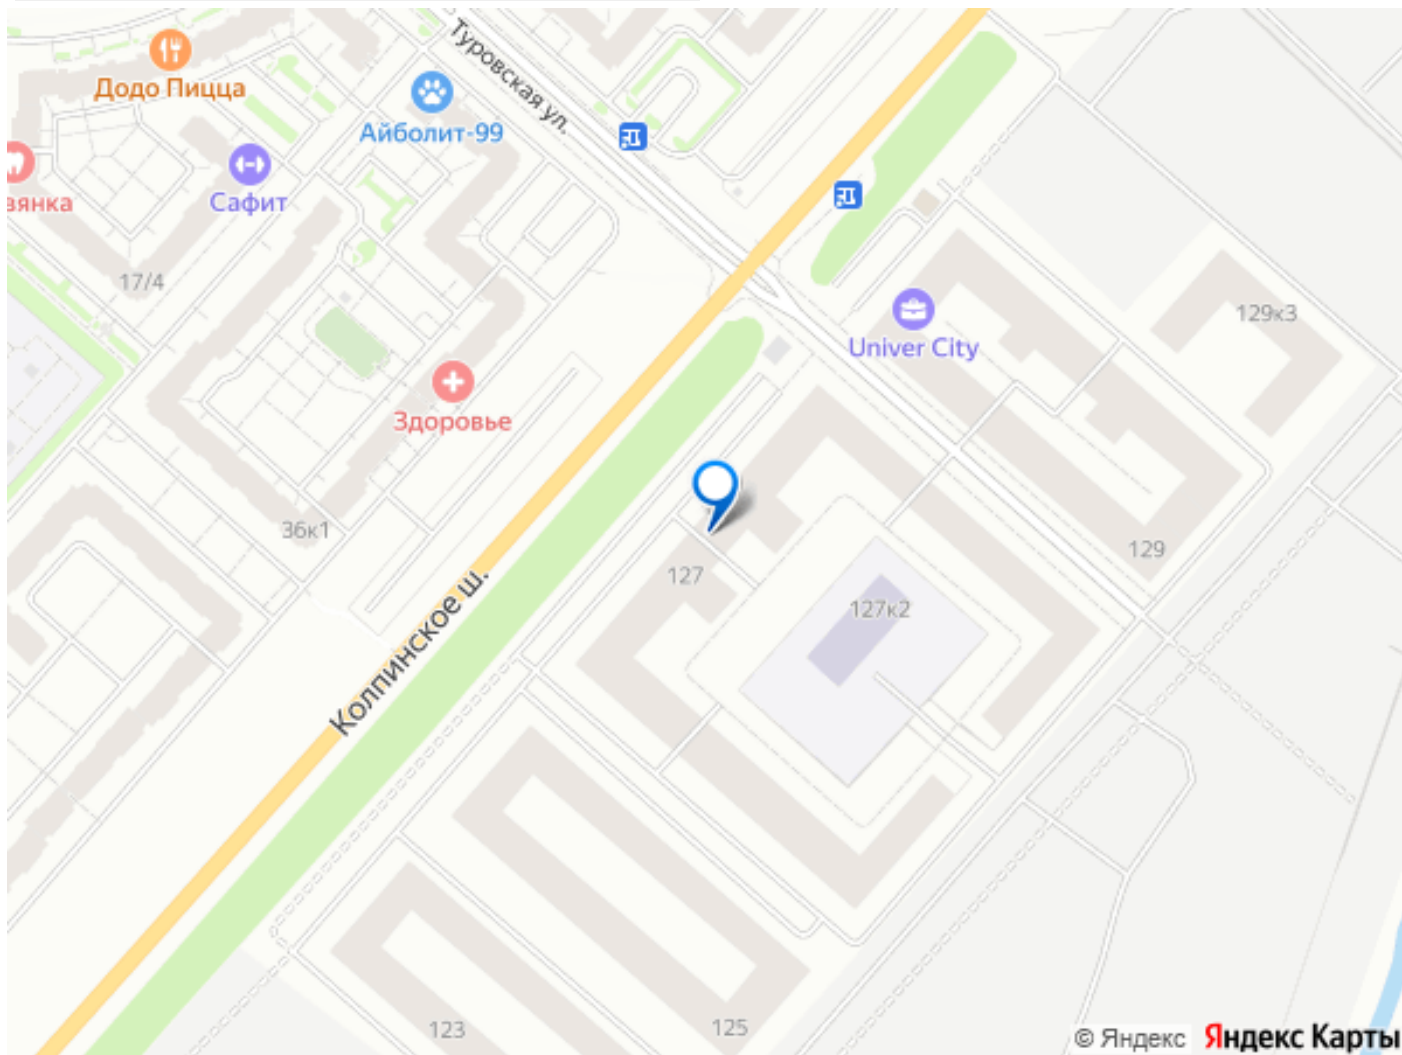 Туровская ул.
Додо Пицца
Айболит-99
вянка
Сафит
17/4
129к3
Univer City
Здоровье
36к1
129
127
127к2
Колпинское ш.
123
125
© Яндекс Яндекс Карты